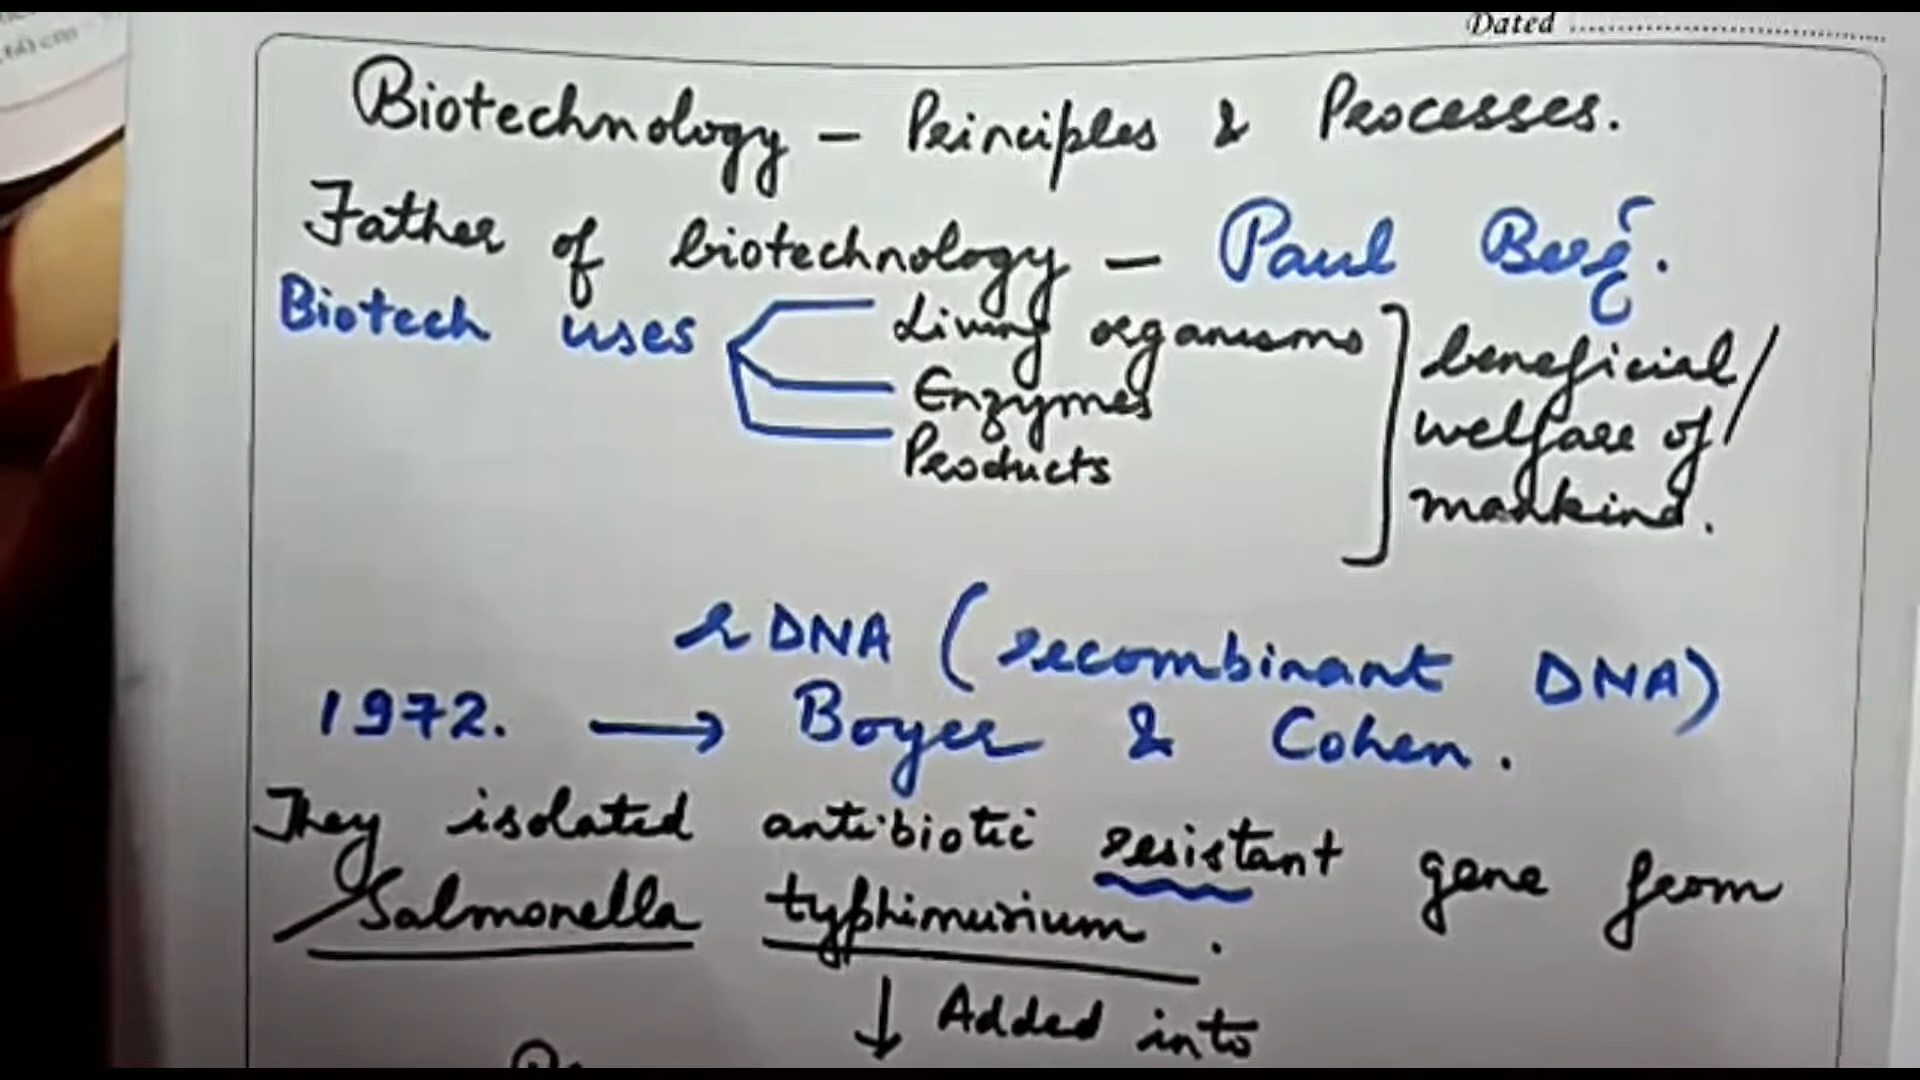 Dated
Biotechnology – Principles & Processes.
Father of biotechnology – Paul Berg.
Biotech uses
Living organisms
Enzymes
Products
beneficial/
welfare of
mankind.
rDNA (recombinant DNA)
1972. → Boyer & Cohen.
They isolated antibiotic resistant gene from
Salmonella typhimurium.
↓ Added into